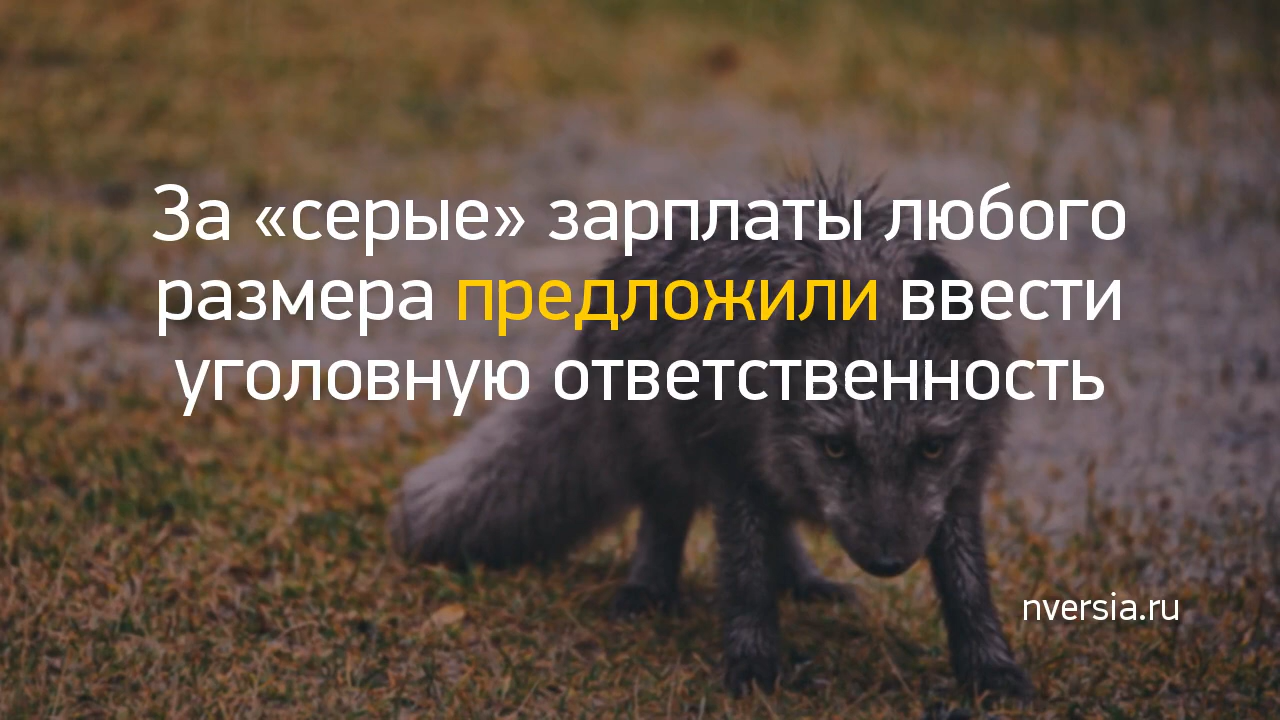 За «серые» зарплаты любого
размера предложили ввести
уголовную ответственность
nversia.ru